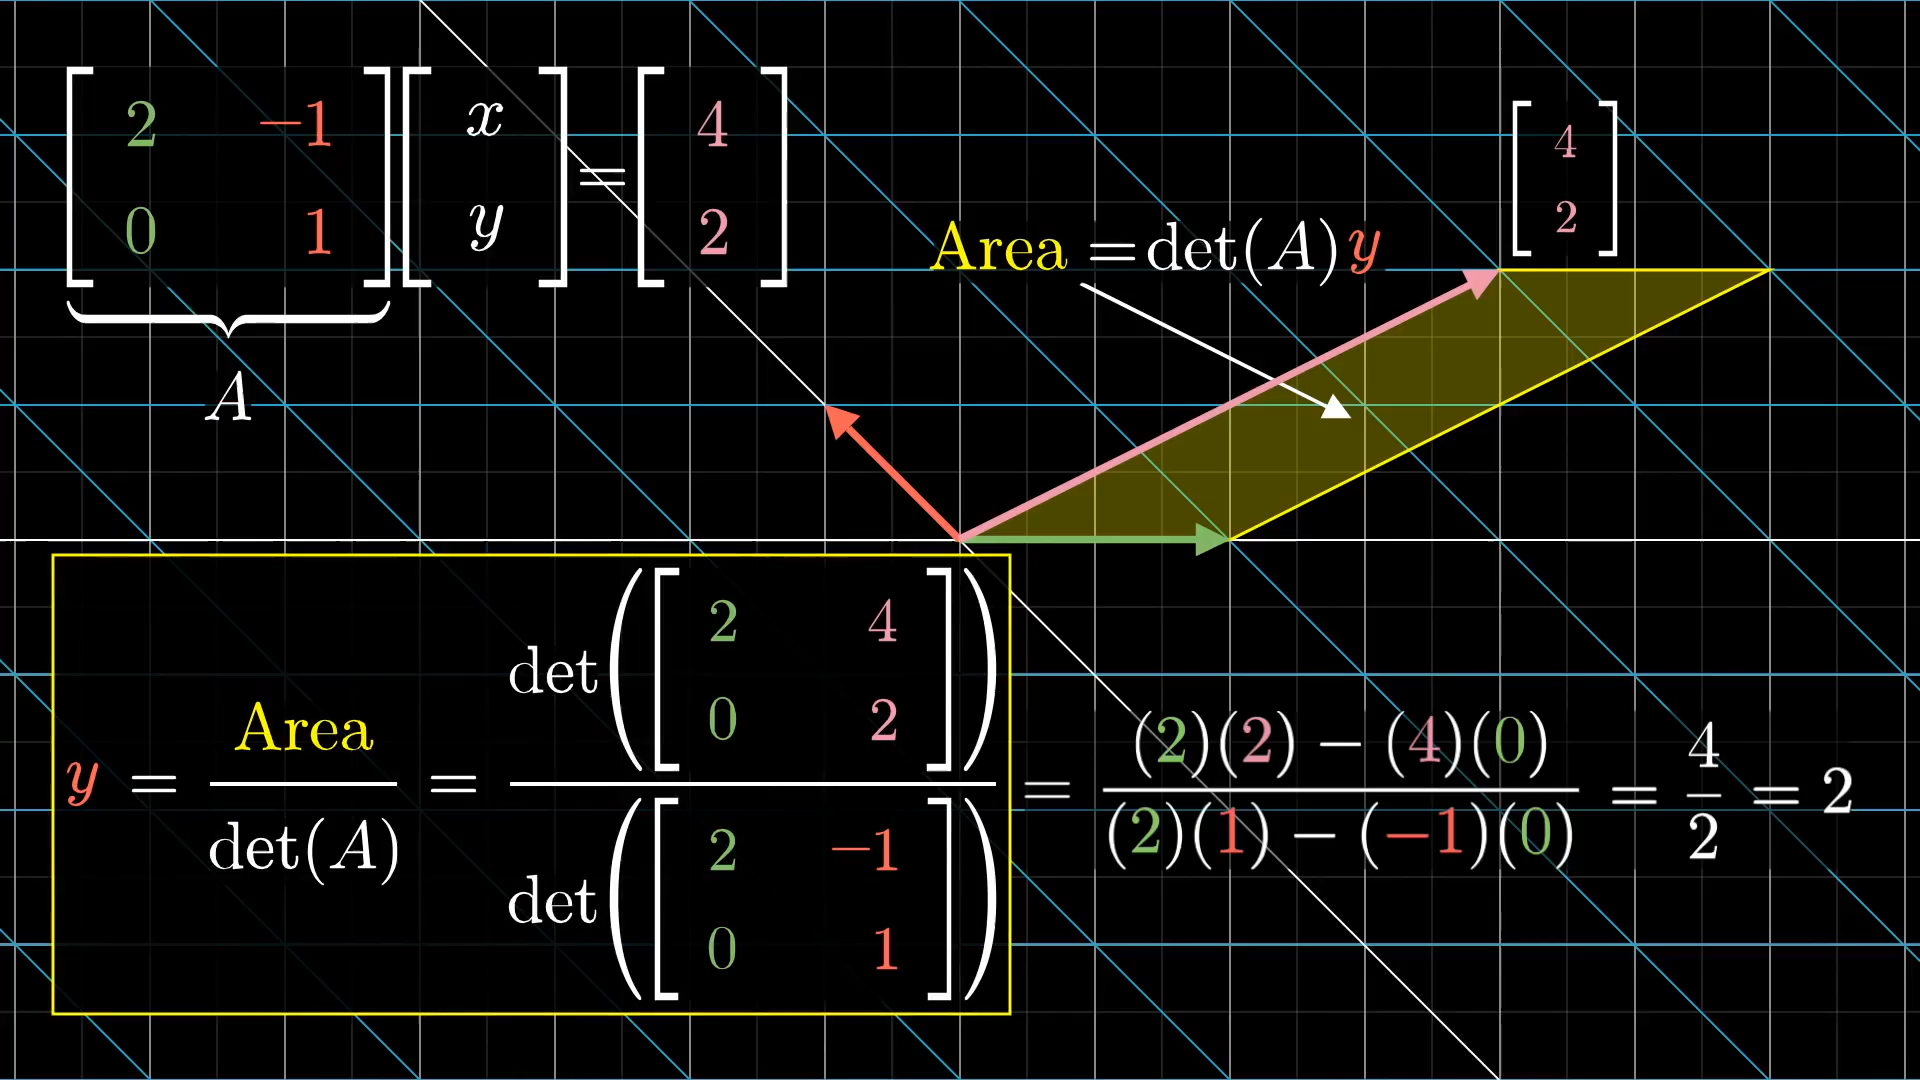 [2 −1 0 1] [x y] = [4 2]
A
[4 2]
Area = det(A)y
y = Area / det(A) = det([2 4 0 2]) / det([2 −1 0 1]) = (2)(2) − (4)(0) / (2)(1) − (−1)(0) = 4 / 2 = 2